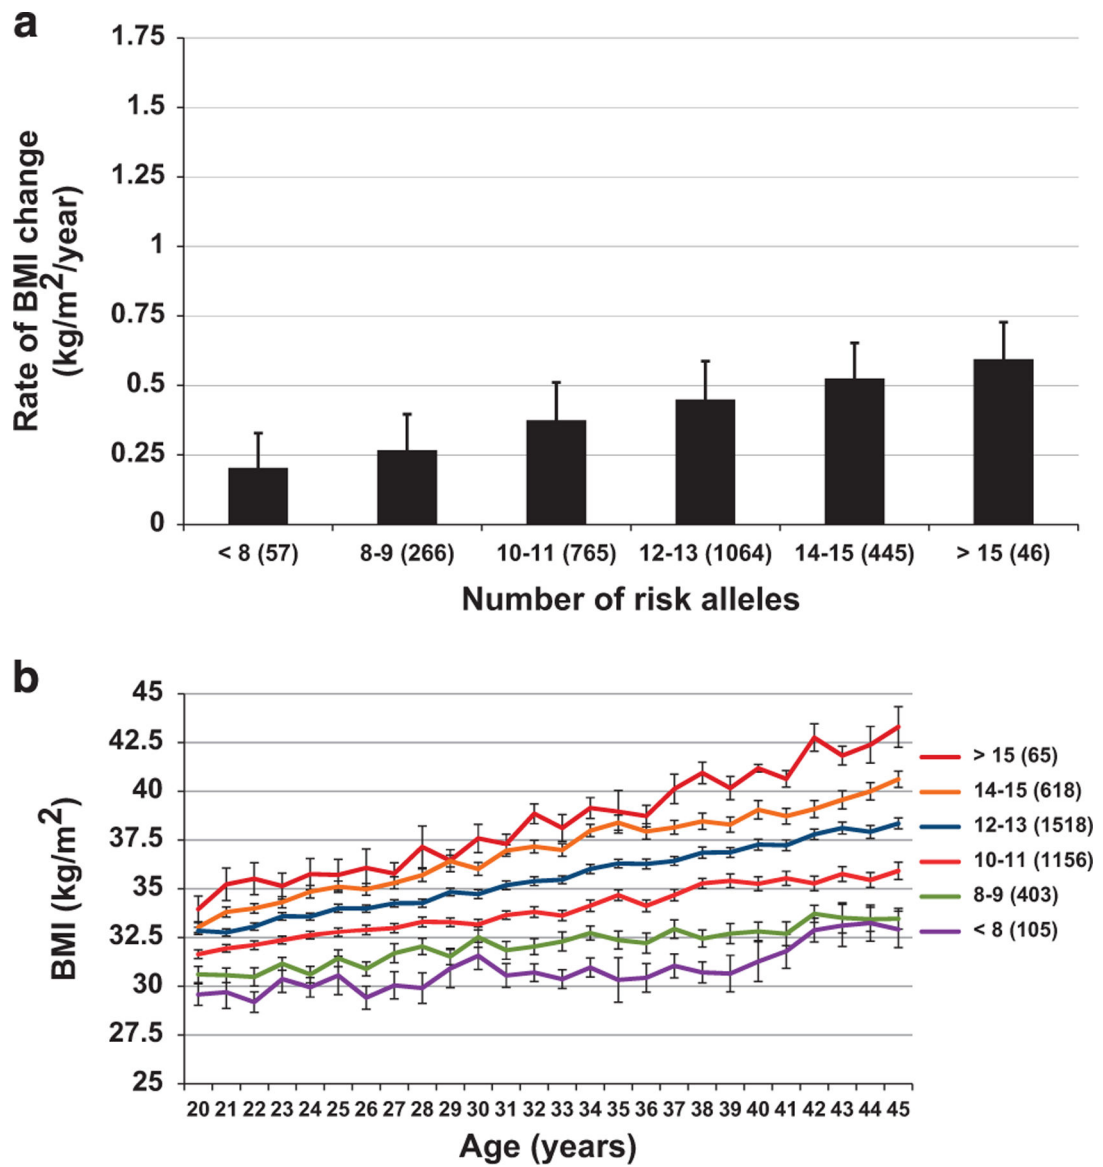 a
1.75
1.5
1.25
1
0.75
0.5
0.25
0
Rate of BMI change
(kg/m²/year)
< 8 (57) 8-9 (266) 10-11 (765) 12-13 (1064) 14-15 (445) > 15 (46)
Number of risk alleles
b
45
42.5
40
37.5
35
32.5
30
27.5
25
BMI (kg/m²)
> 15 (65)
14-15 (618)
12-13 (1518)
10-11 (1156)
8-9 (403)
< 8 (105)
20 21 22 23 24 25 26 27 28 29 30 31 32 33 34 35 36 37 38 39 40 41 42 43 44 45
Age (years)